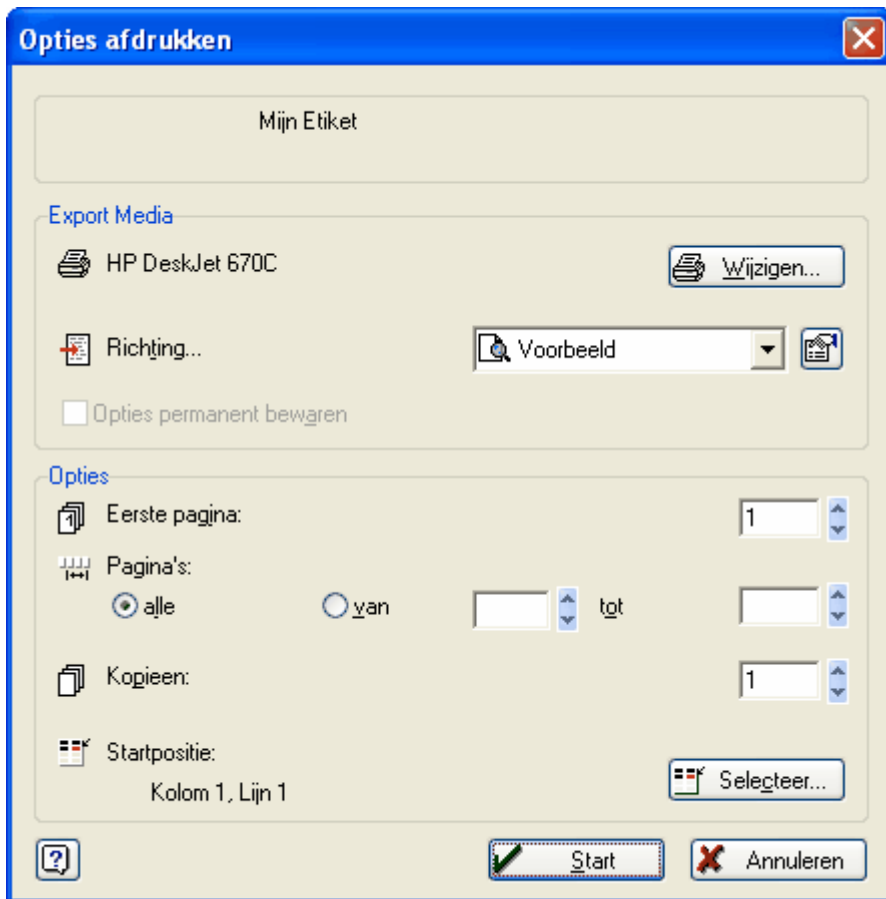 Opties afdrukken
Mijn Etiket
Export Media
HP DeskJet 670C
Wijzigen...
Richting...
Voorbeeld
Opties permanent bewaren
Opties
Eerste pagina:
1
Pagina's:
alle
van
tot
Kopieen:
1
Startpositie:
Kolom 1, Lijn 1
Selecteer...
Start
Annuleren